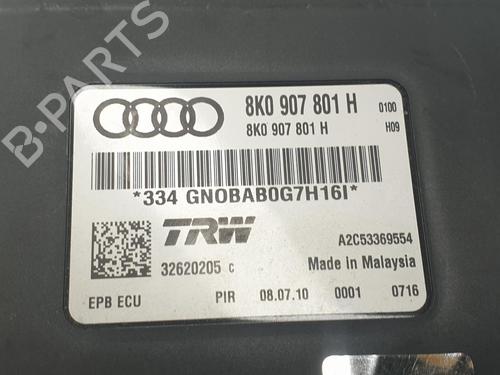 B-PARTS
8K0 907 801 H 0100
8K0 907 801 H H09
*334 GNOBAB0G7H16I*
TRW A2C53369554
32620205 C Made in Malaysia
EPB ECU PIR 08.07.10 0001 0716